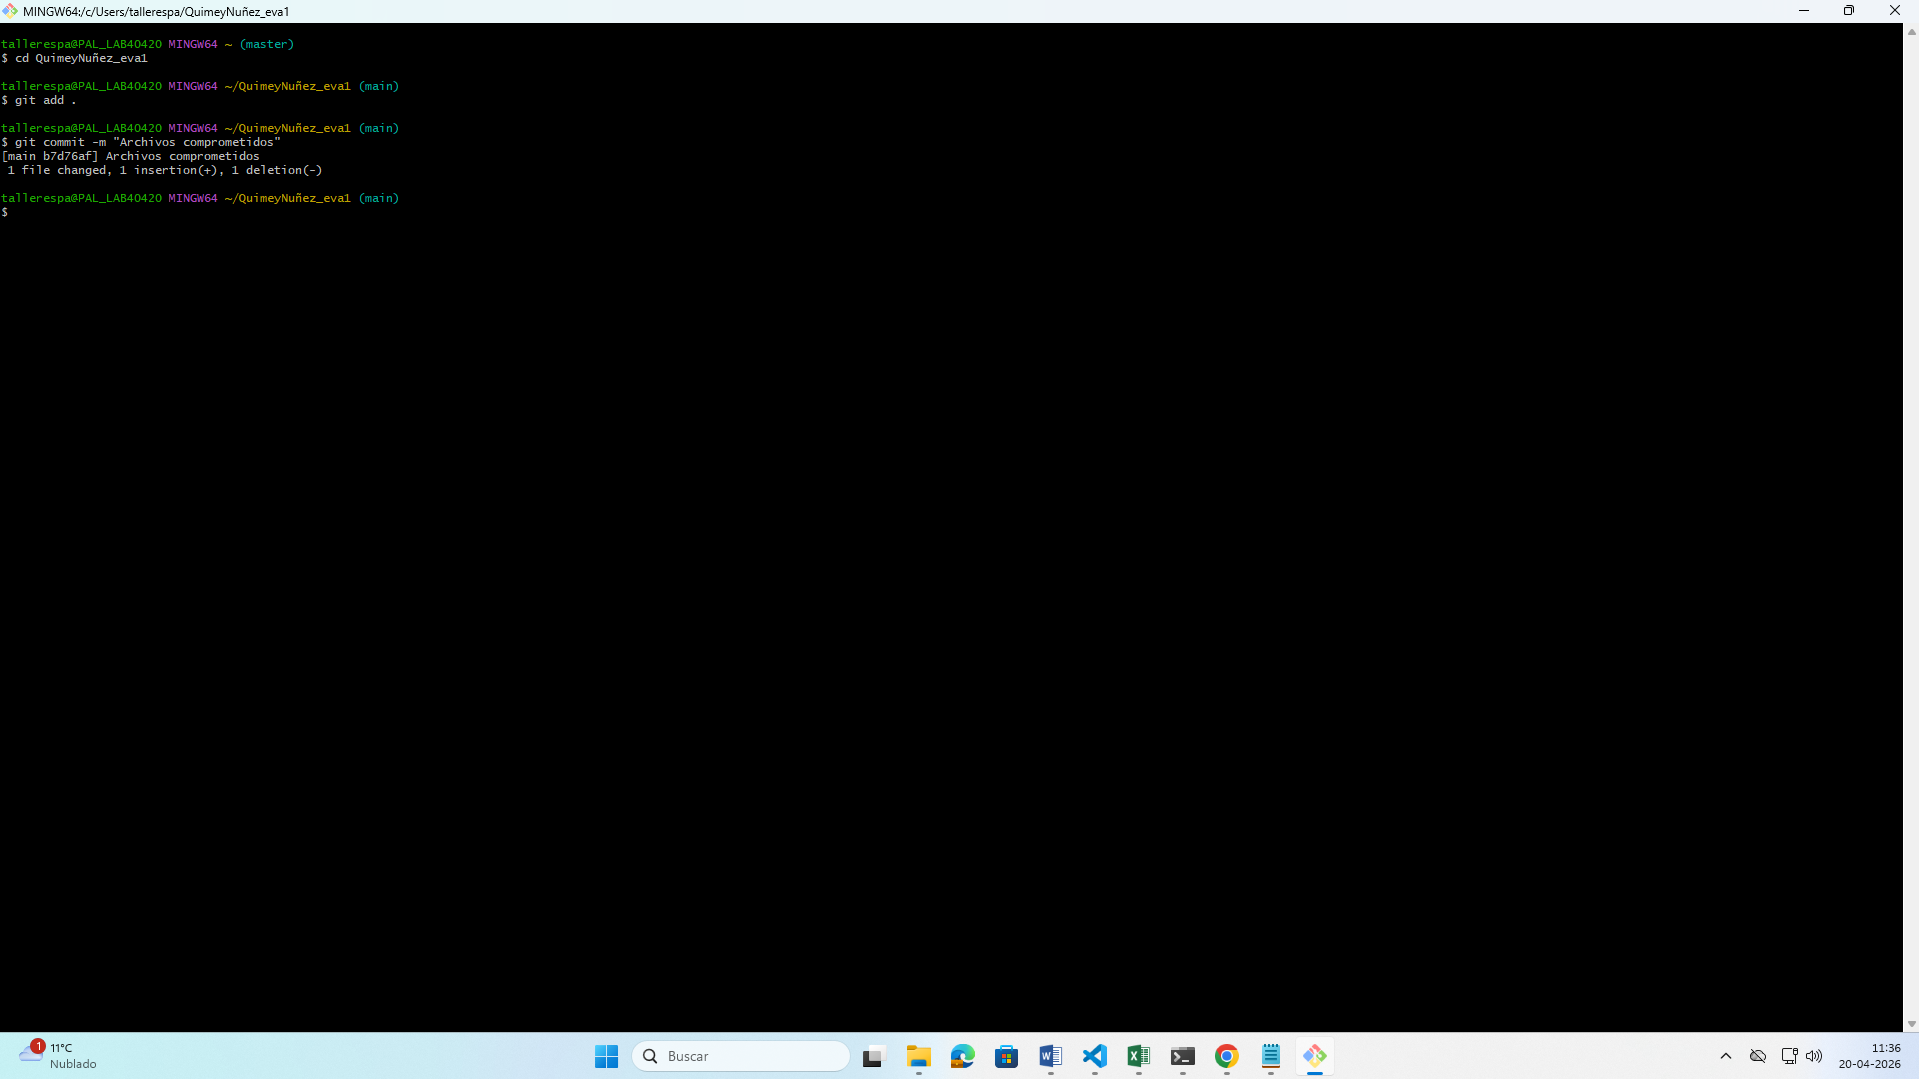 MINGW64:/c/Users/tallerespa/QuimeyNuñez_eva1
tallerespa@PAL_LAB40420 MINGW64 ~ (master)
$ cd QuimeyNuñez_eva1
tallerespa@PAL_LAB40420 MINGW64 ~/QuimeyNuñez_eva1 (main)
$ git add .
tallerespa@PAL_LAB40420 MINGW64 ~/QuimeyNuñez_eva1 (main)
$ git commit -m "Archivos comprometidos"
[main b7d76af] Archivos comprometidos
 1 file changed, 1 insertion(+), 1 deletion(-)
tallerespa@PAL_LAB40420 MINGW64 ~/QuimeyNuñez_eva1 (main)
$
1
11°C
Nublado
Buscar
11:36
20-04-2026